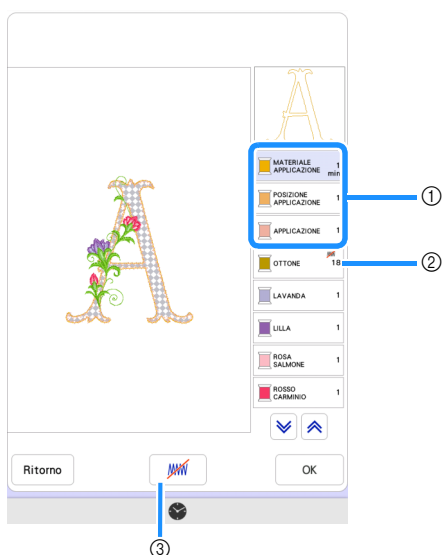 MATERIALE
APPLICAZIONE
1
min
POSIZIONE
APPLICAZIONE
1
APPLICAZIONE
1
①
OTTONE
18
②
LAVANDA
1
LILLA
1
ROSA
SALMONE
1
ROSSO
CARMINIO
1
Ritorno
OK
③